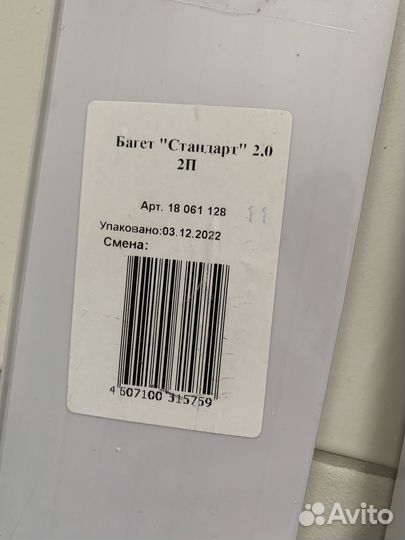 Багет "Стандарт" 2,0
2П
Арт. 18 061 128 11
Упаковано:03.12.2022
Смена:
4 607100 315759
Avito